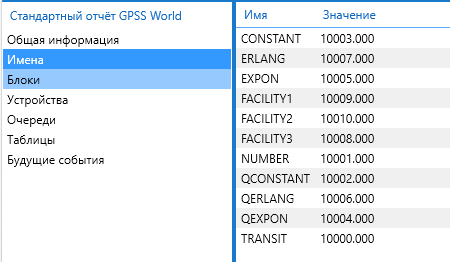 Стандартный отчёт GPSS World
Общая информация
Имена
Блоки
Устройства
Очереди
Таблицы
Будущие события
Имя Значение
CONSTANT 10003.000
ERLANG 10007.000
EXPON 10005.000
FACILITY1 10009.000
FACILITY2 10010.000
FACILITY3 10008.000
NUMBER 10001.000
QCONSTANT 10002.000
QERLANG 10006.000
QEXPON 10004.000
TRANSIT 10000.000